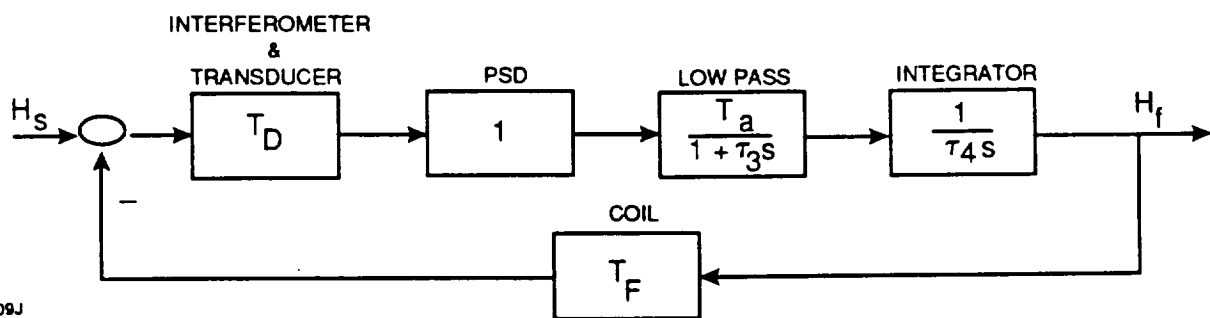 INTERFEROMETER
&
TRANSDUCER
PSD
LOW PASS
INTEGRATOR
H_S
T_D
1
T_a
1 + τ_3s
1
τ_4s
H_f
–
COIL
T_F
09J